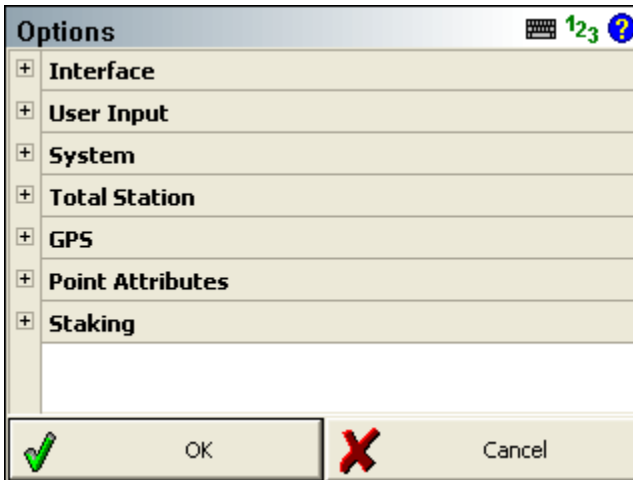 Options 123 ?
Interface
User Input
System
Total Station
GPS
Point Attributes
Staking
OK Cancel